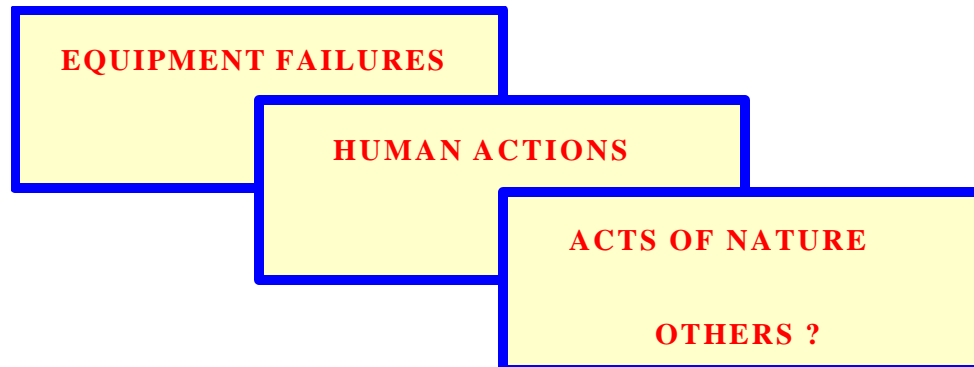 EQUIPMENT FAILURES
HUMAN ACTIONS
ACTS OF NATURE
OTHERS ?